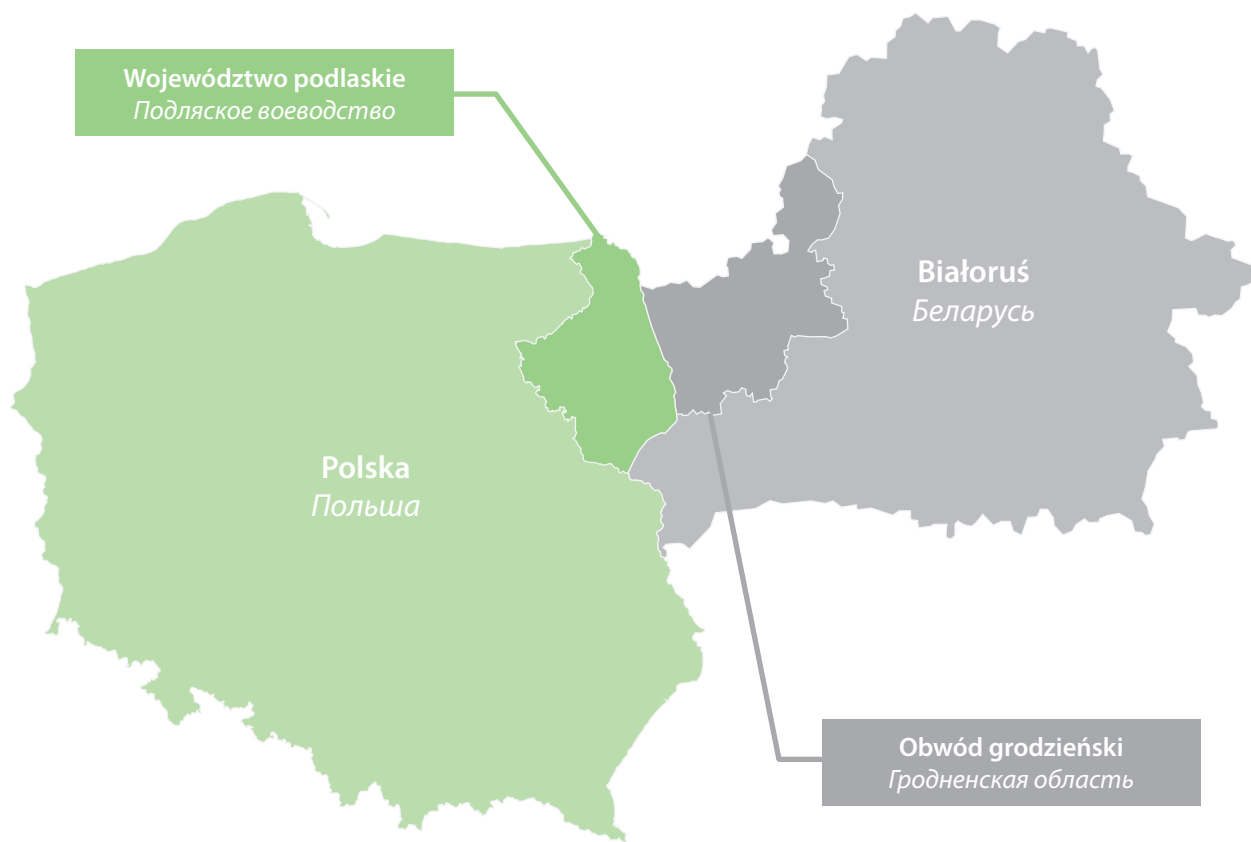 Województwo podlaskie
Подляское воеводство
Białoruś
Беларусь
Polska
Польша
Obwód grodzieński
Гродненская область